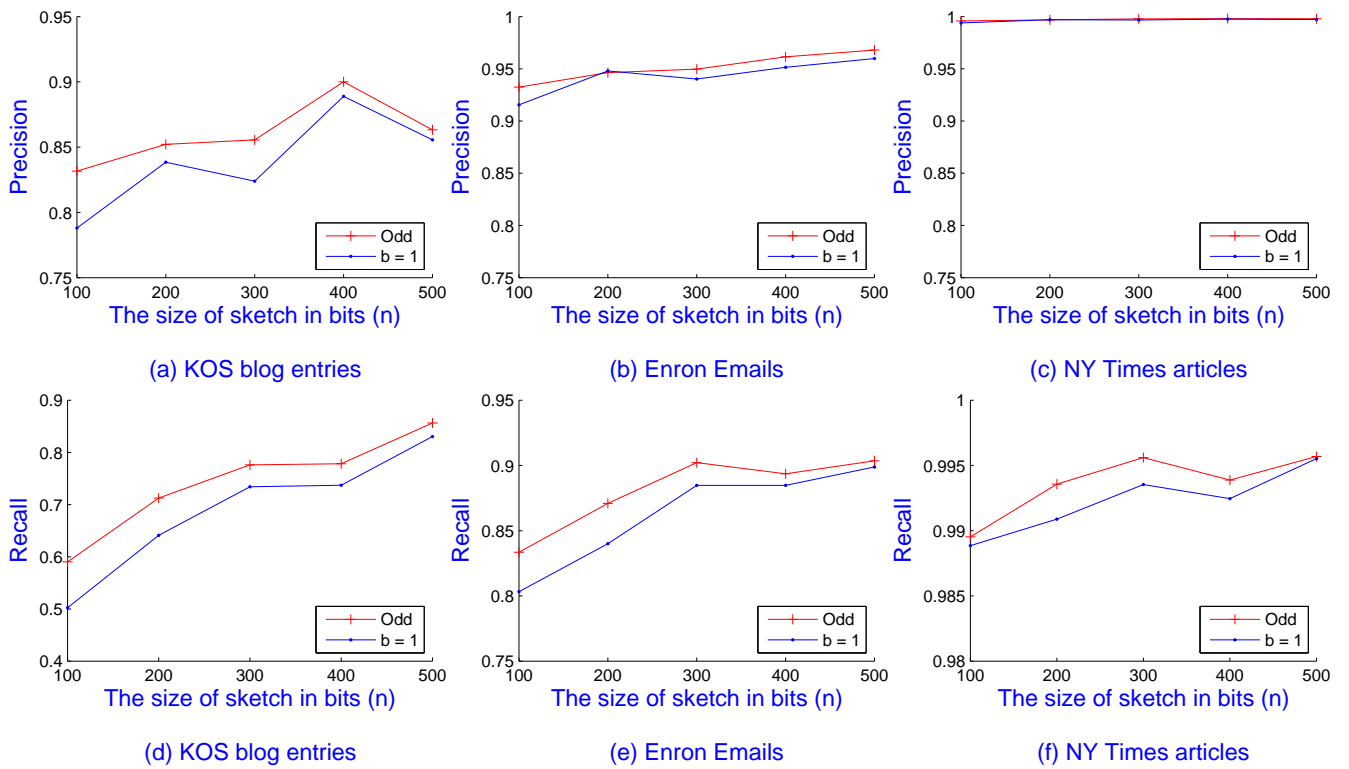 0.95
0.9
0.85
0.8
0.75
Precision
100 200 300 400 500
The size of sketch in bits (n)
Odd
b = 1
(a) KOS blog entries
1
0.95
0.9
0.85
0.8
0.75
Precision
100 200 300 400 500
The size of sketch in bits (n)
Odd
b = 1
(b) Enron Emails
1
0.95
0.9
0.85
0.8
0.75
Precision
100 200 300 400 500
The size of sketch in bits (n)
Odd
b = 1
(c) NY Times articles
0.9
0.8
0.7
0.6
0.5
0.4
Recall
100 200 300 400 500
The size of sketch in bits (n)
Odd
b = 1
(d) KOS blog entries
0.95
0.9
0.85
0.8
0.75
Recall
100 200 300 400 500
The size of sketch in bits (n)
Odd
b = 1
(e) Enron Emails
1
0.995
0.99
0.985
0.98
Recall
100 200 300 400 500
The size of sketch in bits (n)
Odd
b = 1
(f) NY Times articles